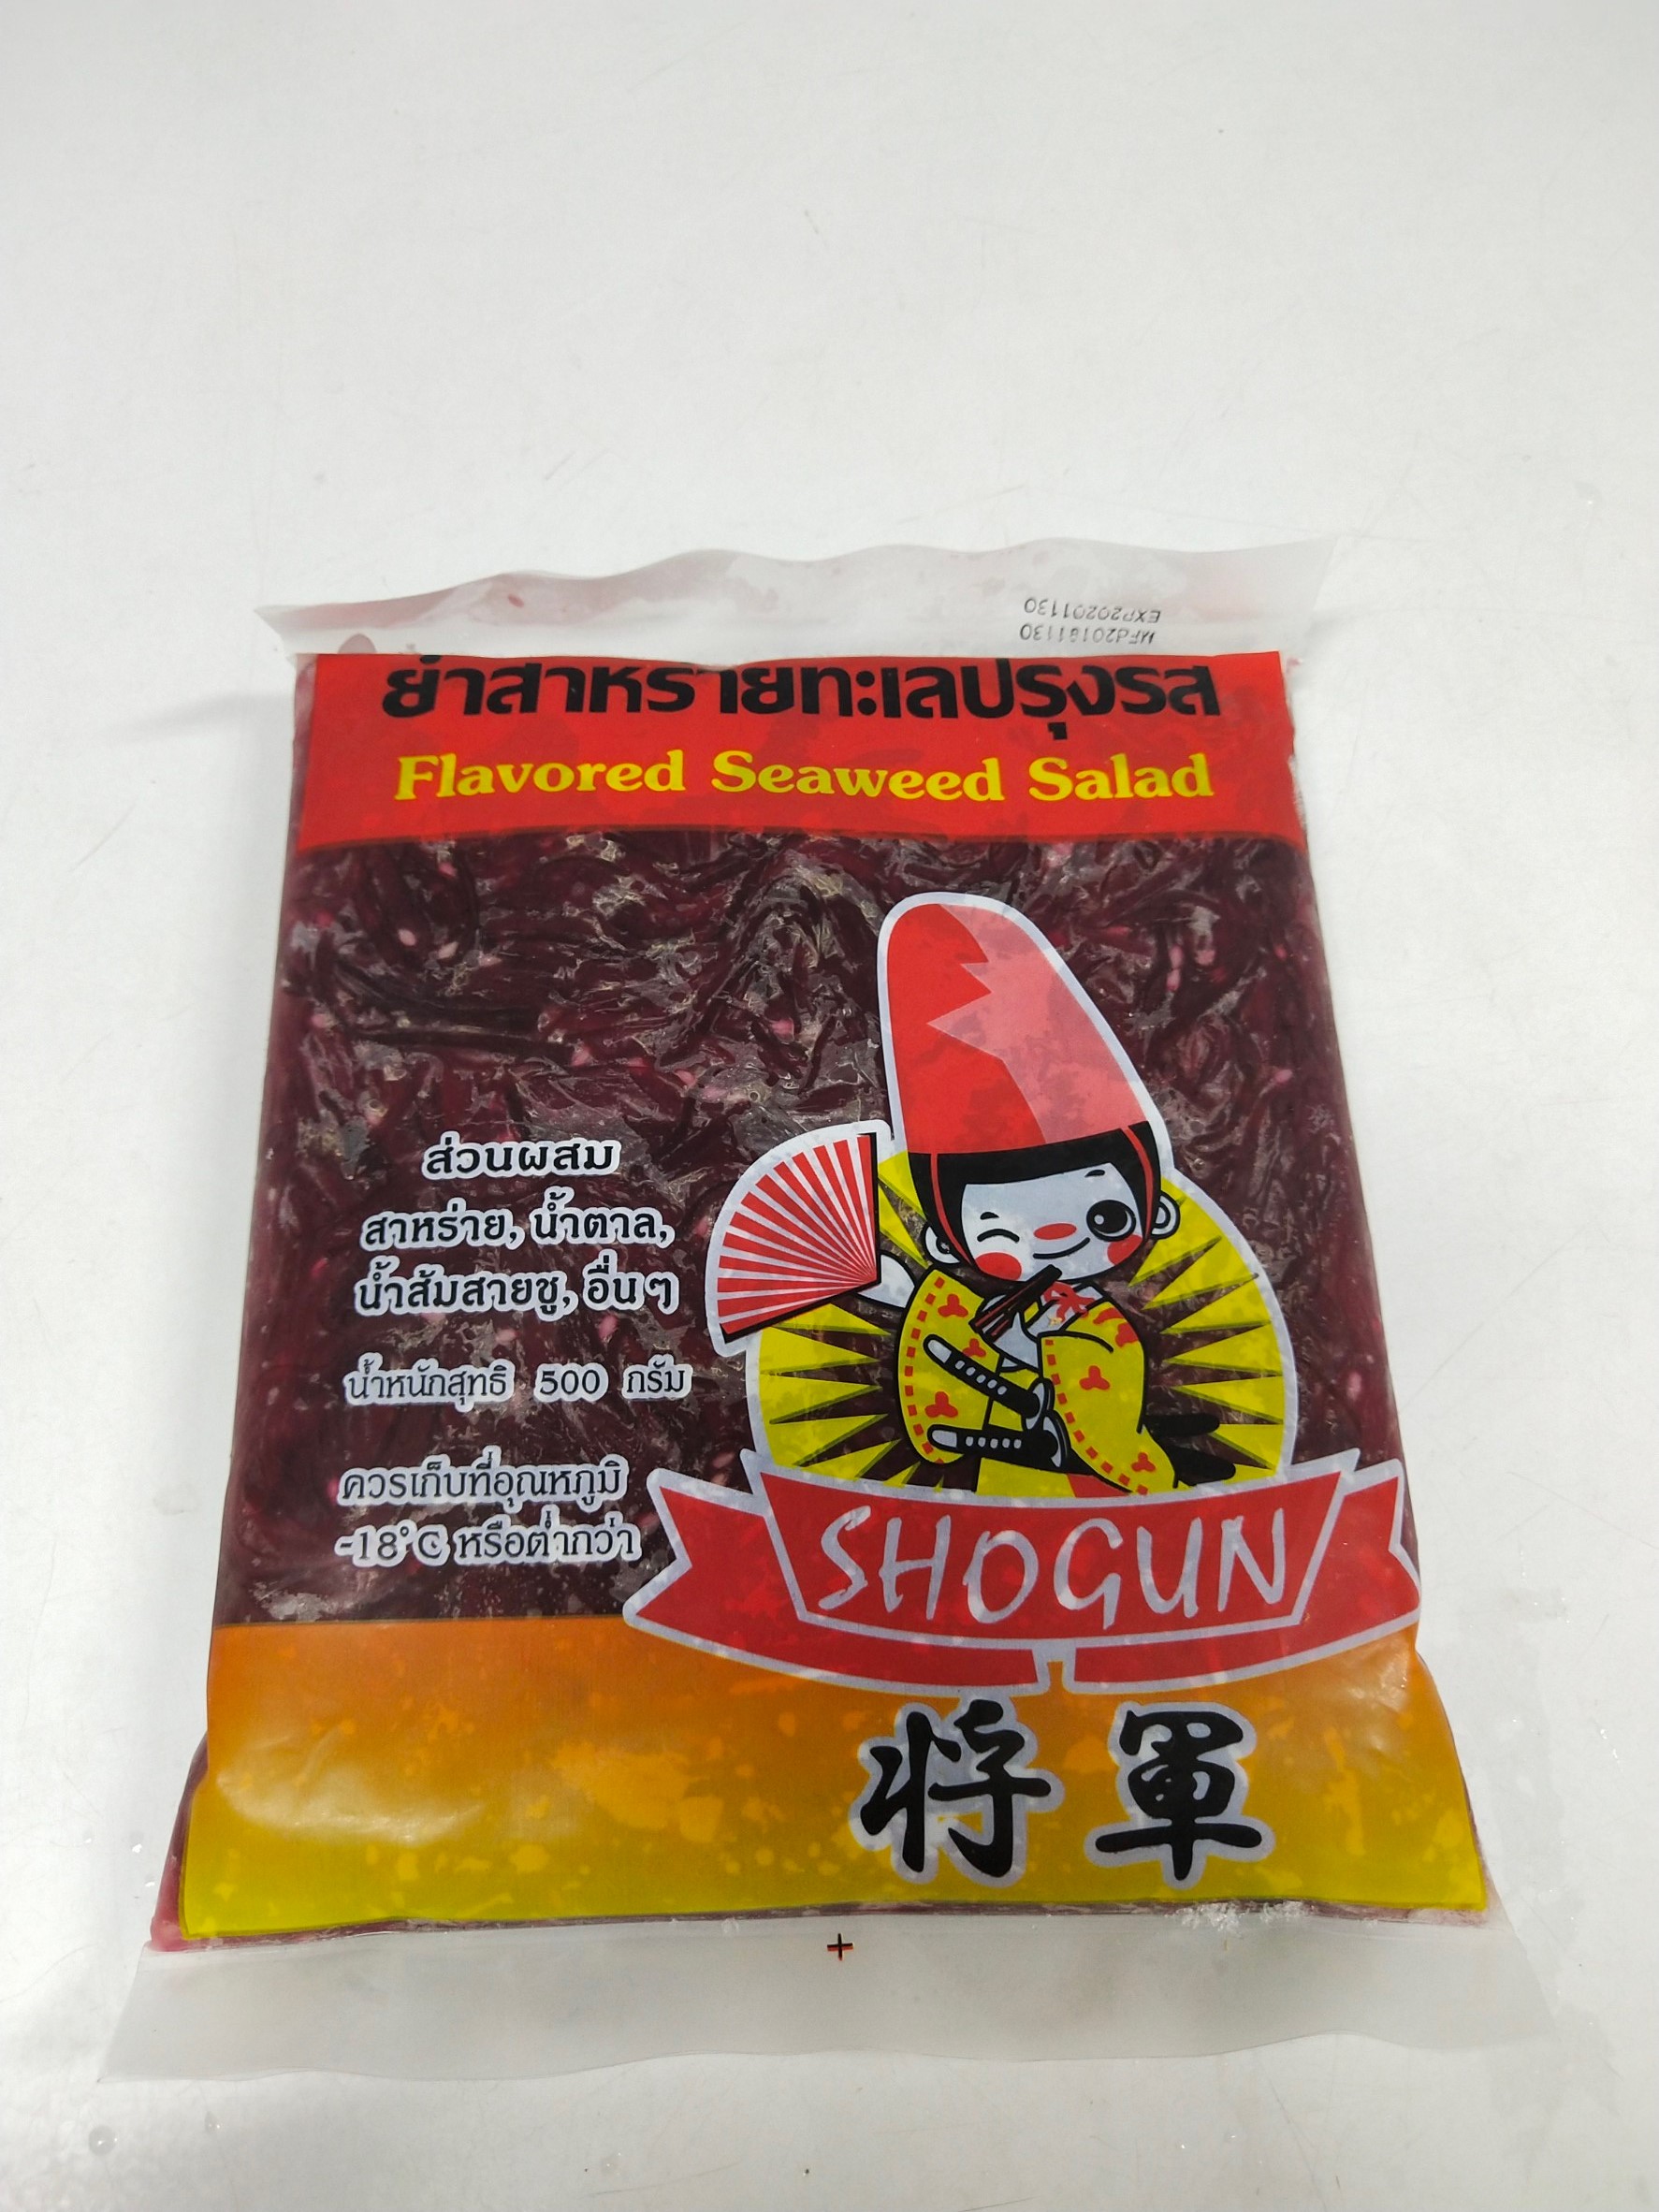 EXP20201130
MFd20181130
ยำสาหร่ายทะเลปรุงรส
Flavored Seaweed Salad
ส่วนผสม
สาหร่าย, น้ำตาล,
น้ำส้มสายชู, อื่นๆ
น้ำหนักสุทธิ 500 กรัม
ควรเก็บที่อุณหภูมิ
-18°C หรือต่ำกว่า
SHOGUN
将軍